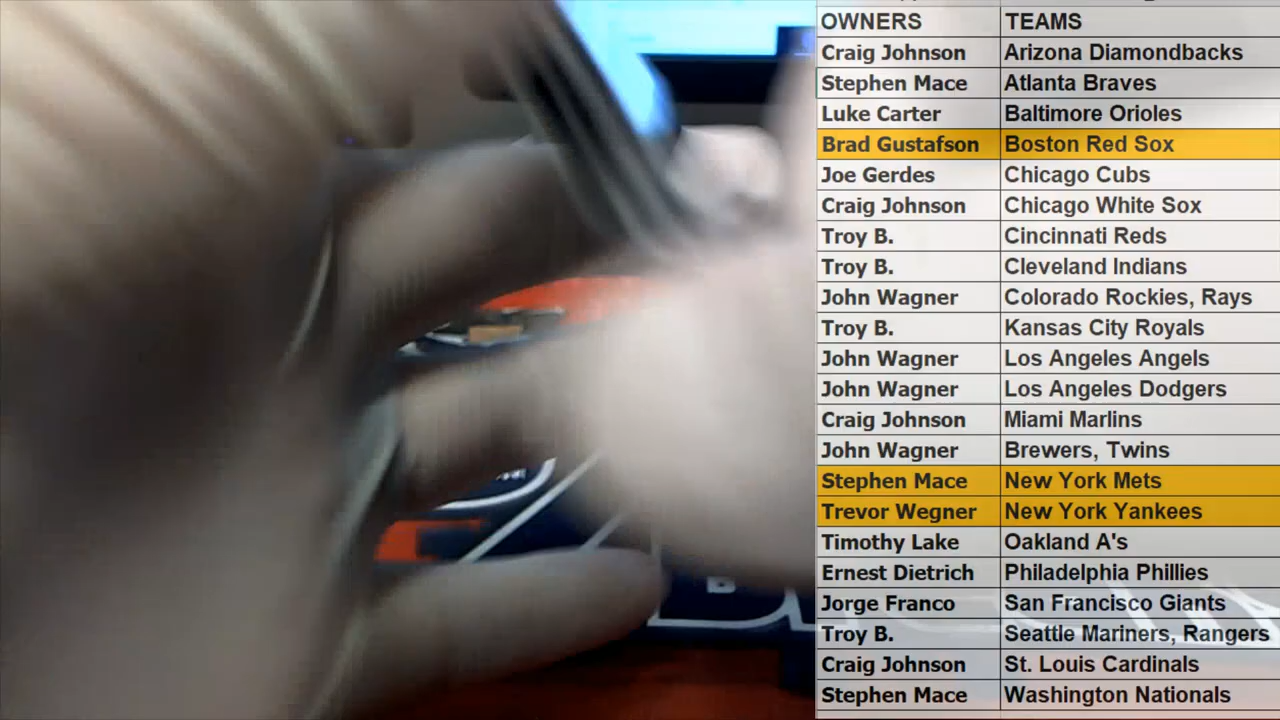 OWNERS TEAMS
Craig Johnson Arizona Diamondbacks
Stephen Mace Atlanta Braves
Luke Carter Baltimore Orioles
Brad Gustafson Boston Red Sox
Joe Gerdes Chicago Cubs
Craig Johnson Chicago White Sox
Troy B. Cincinnati Reds
Troy B. Cleveland Indians
John Wagner Colorado Rockies, Rays
Troy B. Kansas City Royals
John Wagner Los Angeles Angels
John Wagner Los Angeles Dodgers
Craig Johnson Miami Marlins
John Wagner Brewers, Twins
Stephen Mace New York Mets
Trevor Wegner New York Yankees
Timothy Lake Oakland A's
Ernest Dietrich Philadelphia Phillies
Jorge Franco San Francisco Giants
Troy B. Seattle Mariners, Rangers
Craig Johnson St. Louis Cardinals
Stephen Mace Washington Nationals